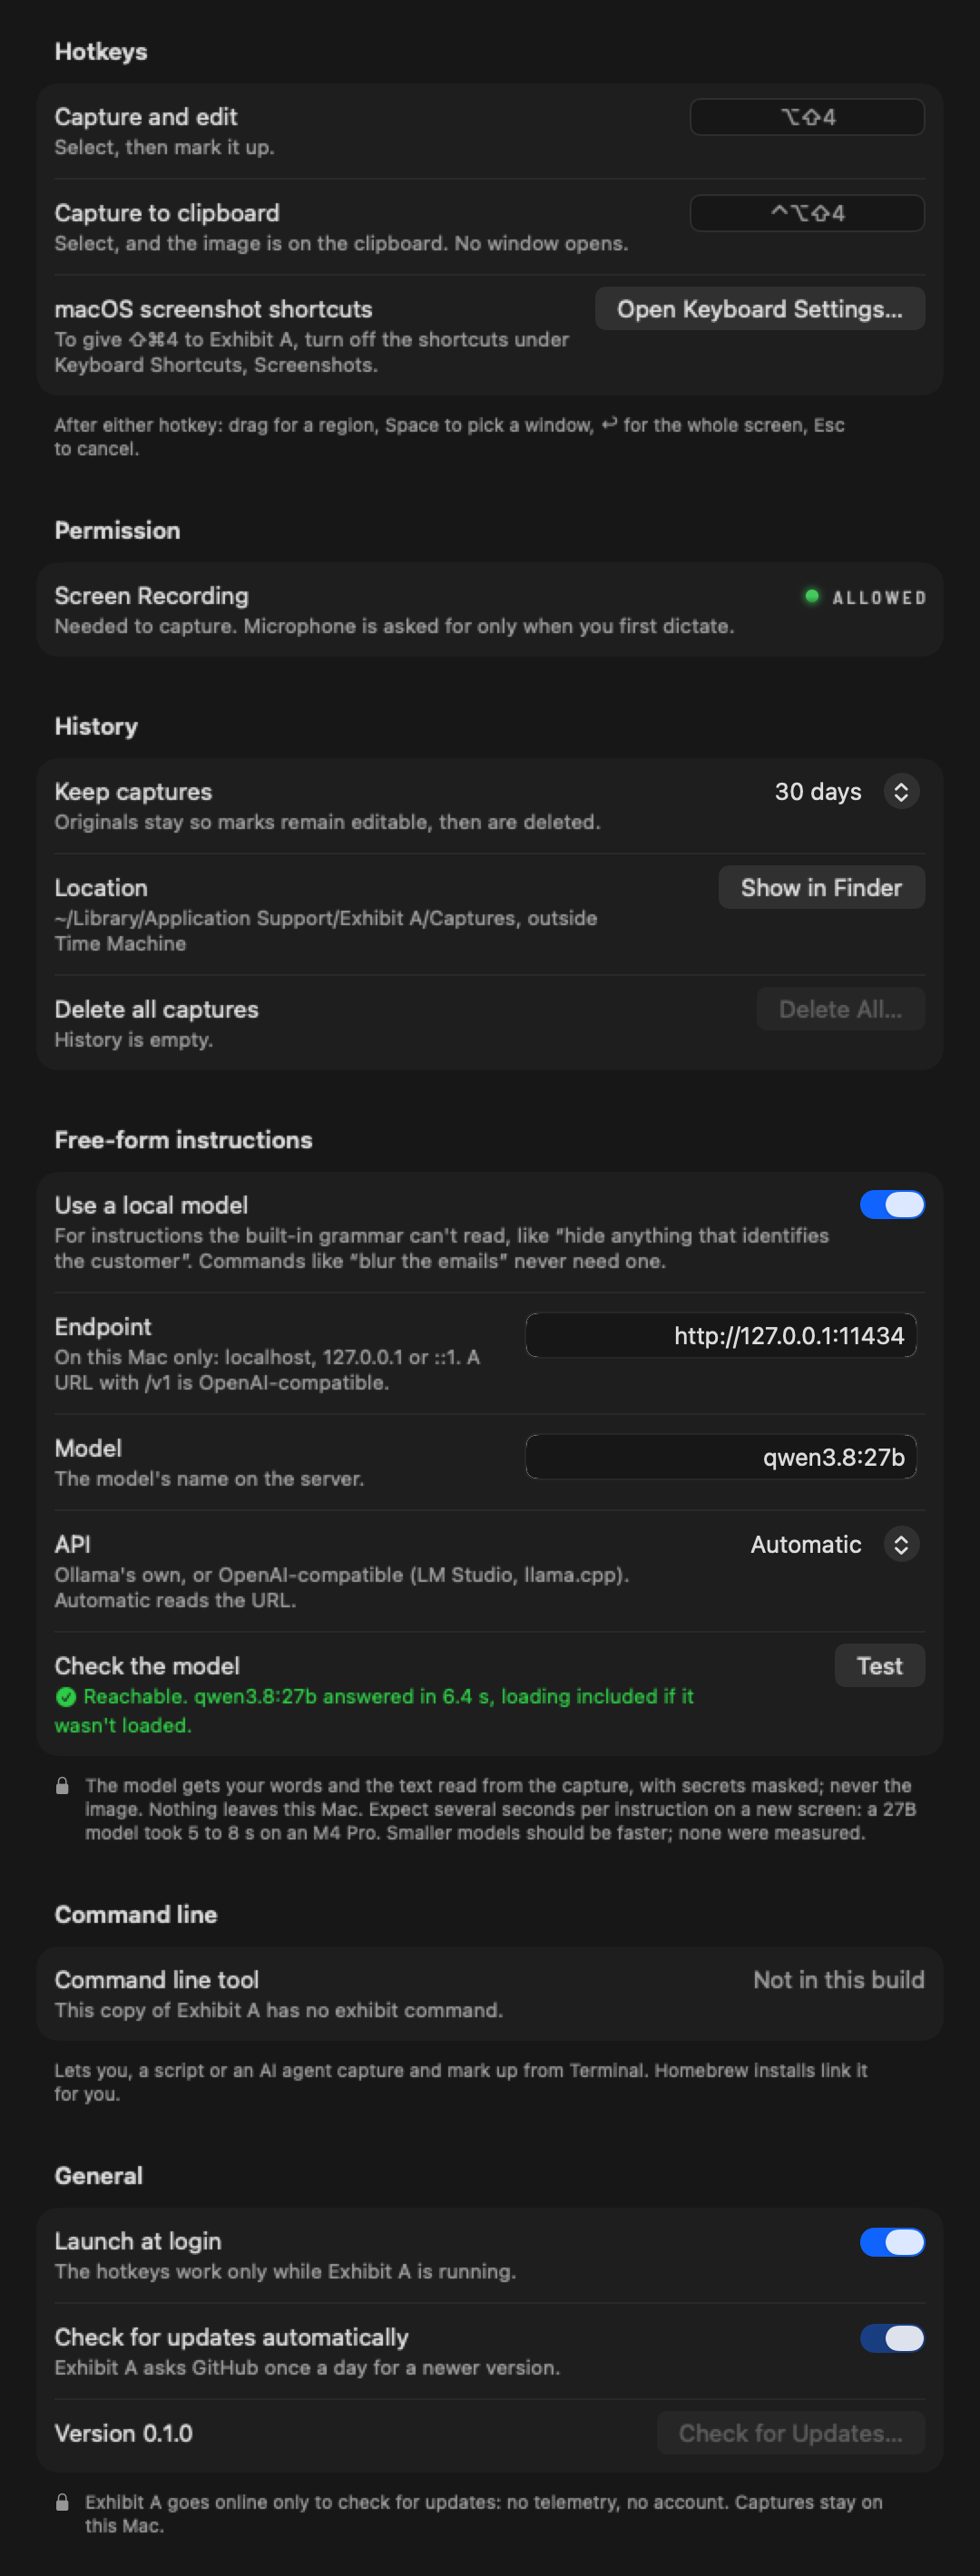 Hotkeys
Capture and edit
⌥⇧4
Select, then mark it up.
Capture to clipboard
⌃⌥⇧4
Select, and the image is on the clipboard. No window opens.
macOS screenshot shortcuts
Open Keyboard Settings...
To give ⇧⌘4 to Exhibit A, turn off the shortcuts under
Keyboard Shortcuts, Screenshots.
After either hotkey: drag for a region, Space to pick a window, ↩ for the whole screen, Esc
to cancel.
Permission
Screen Recording
ALLOWED
Needed to capture. Microphone is asked for only when you first dictate.
History
Keep captures
30 days
Originals stay so marks remain editable, then are deleted.
Location
Show in Finder
~/Library/Application Support/Exhibit A/Captures, outside
Time Machine
Delete all captures
Delete All...
History is empty.
Free-form instructions
Use a local model
For instructions the built-in grammar can't read, like “hide anything that identifies
the customer”. Commands like “blur the emails” never need one.
Endpoint
http://127.0.0.1:11434
On this Mac only: localhost, 127.0.0.1 or ::1. A
URL with /v1 is OpenAI-compatible.
Model
qwen3.8:27b
The model's name on the server.
API
Automatic
Ollama's own, or OpenAI-compatible (LM Studio, llama.cpp).
Automatic reads the URL.
Check the model
Test
Reachable. qwen3.8:27b answered in 6.4 s, loading included if it
wasn't loaded.
The model gets your words and the text read from the capture, with secrets masked; never the
image. Nothing leaves this Mac. Expect several seconds per instruction on a new screen: a 27B
model took 5 to 8 s on an M4 Pro. Smaller models should be faster; none were measured.
Command line
Command line tool
Not in this build
This copy of Exhibit A has no exhibit command.
Lets you, a script or an AI agent capture and mark up from Terminal. Homebrew installs link it
for you.
General
Launch at login
The hotkeys work only while Exhibit A is running.
Check for updates automatically
Exhibit A asks GitHub once a day for a newer version.
Version 0.1.0
Check for Updates...
Exhibit A goes online only to check for updates: no telemetry, no account. Captures stay on
this Mac.